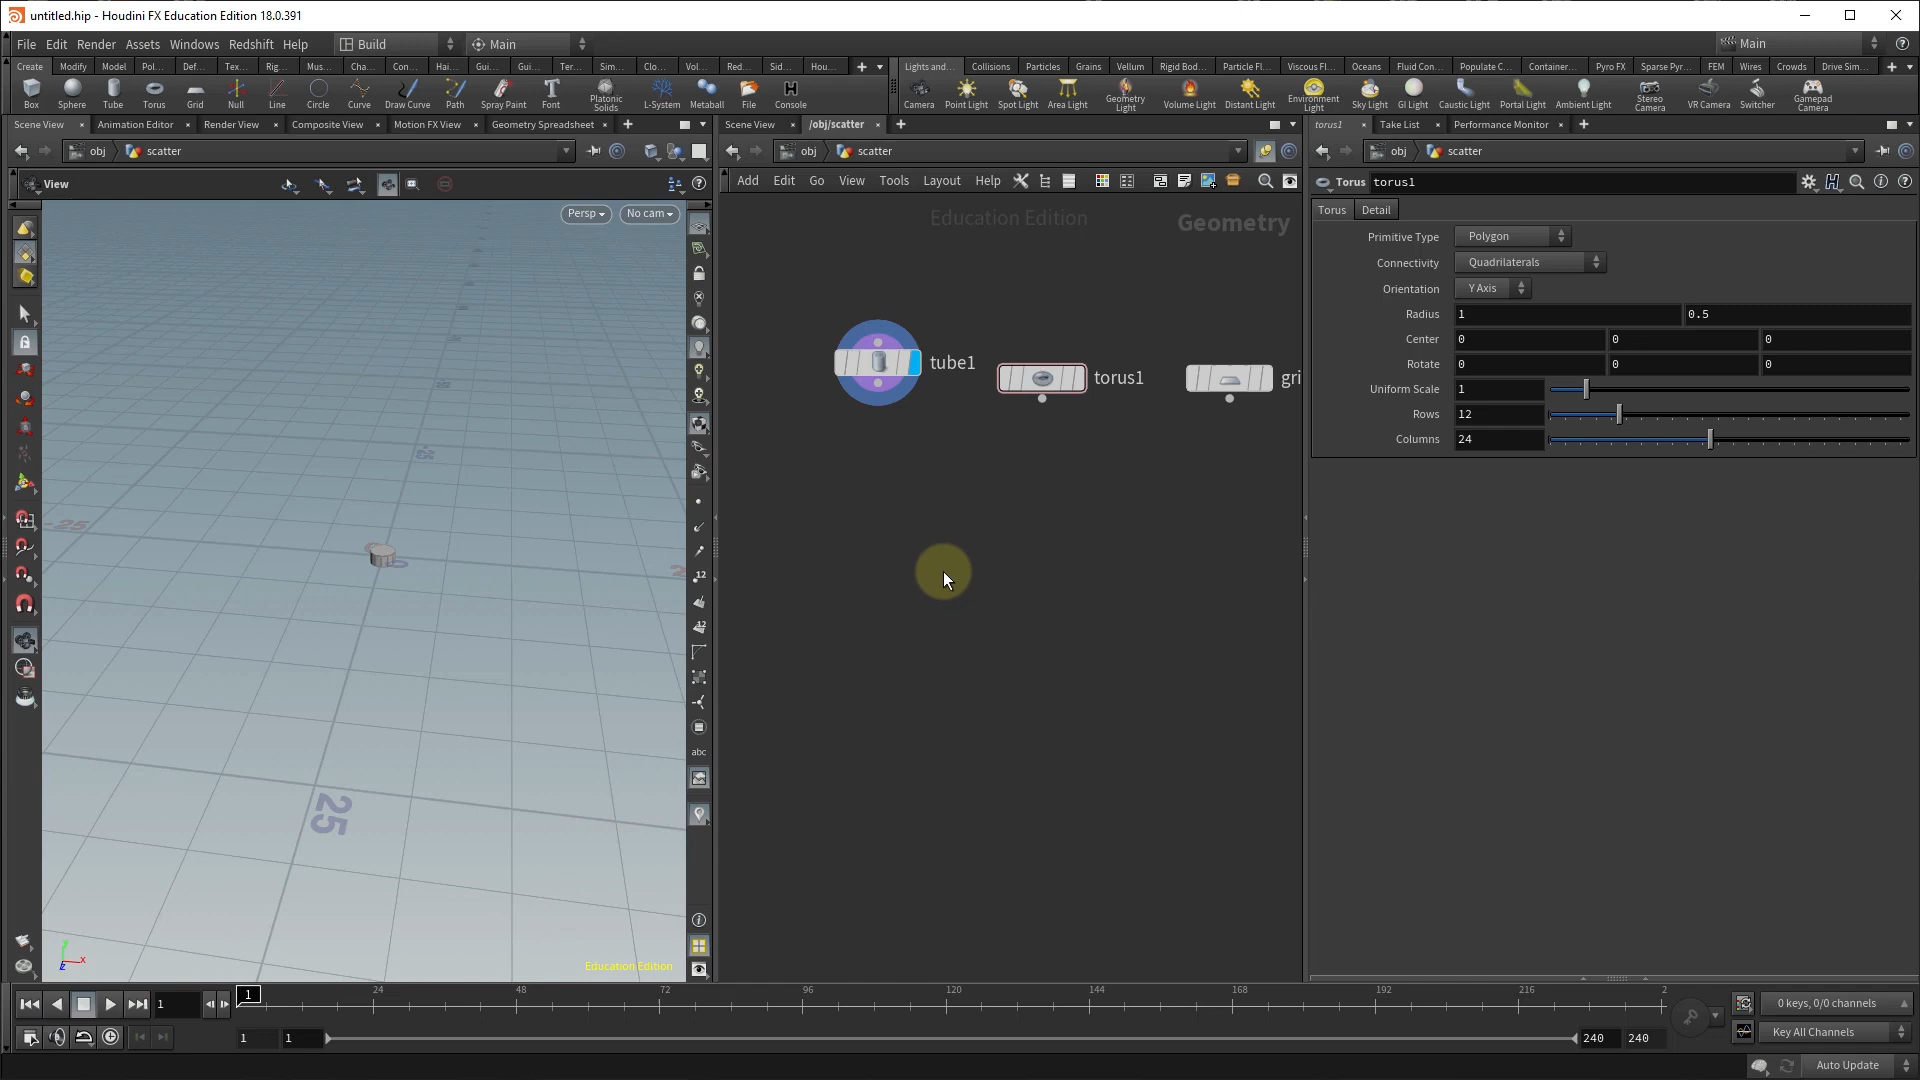 untitled.hip - Houdini FX Education Edition 18.0.391
File Edit Render Assets Windows Redshift Help Build Main Main
Create Modify Model Pol... Def... Tex... Rig... Mus... Cha... Con... Hai... Gui... Gui... Ter... Sim... Clo... Vol... Red... Sid... Hou... Lights and... Collisions Particles Grains Vellum Rigid Bod... Particle Fl... Viscous Fl... Oceans Fluid Con... Populate C... Container... Pyro FX Sparse Pyr... FEM Wires Crowds Drive Sim...
Box Sphere Tube Torus Grid Null Line Circle Curve Draw Curve Path Spray Paint Font Platonic Solids L-System Metaball File Console Camera Point Light Spot Light Area Light Geometry Light Volume Light Distant Light Environment Light Sky Light GI Light Caustic Light Portal Light Ambient Light Stereo Camera VR Camera Switcher Gamepad Camera
Scene View Animation Editor Render View Composite View Motion FX View Geometry Spreadsheet Scene View /obj/scatter torus1 Take List Performance Monitor
obj scatter obj scatter obj scatter
View Add Edit Go View Tools Layout Help Torus torus1
Persp No cam Education Edition Geometry Torus Detail
Primitive Type Polygon
Connectivity Quadrilaterals
Orientation Y Axis
Radius 1 0.5
Center 0 0 0
tube1 Rotate 0 0 0
torus1 gri
Uniform Scale 1
Rows 12
Columns 24
-25
25
12
12
abc
25
Education Edition
y
x
z
1 1 24 48 72 96 120 144 168 192 216 2 0 keys, 0/0 channels
1 1 240 240 Key All Channels
Auto Update